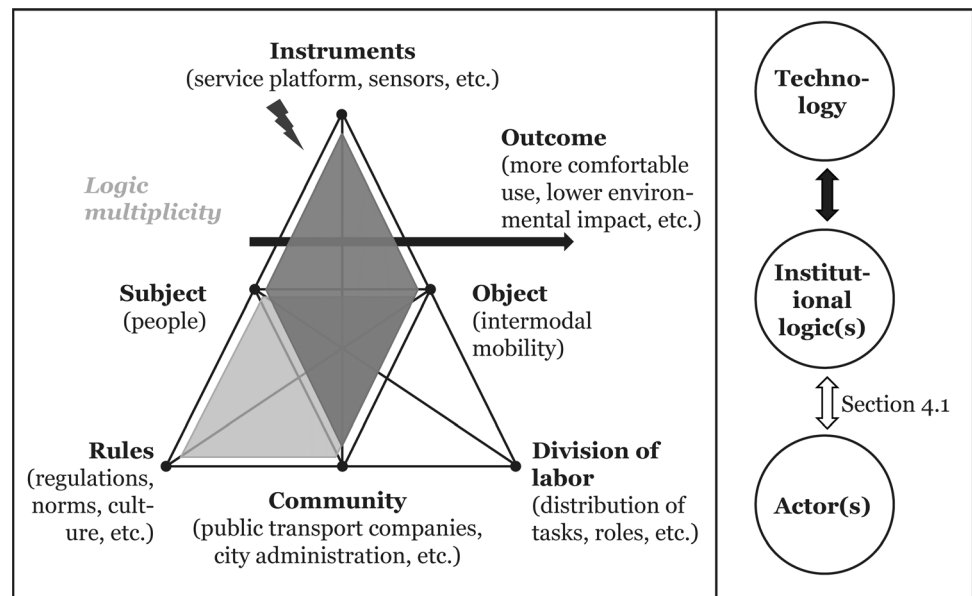 Instruments
(service platform, sensors, etc.)
Outcome
(more comfortable
use, lower environ-
mental impact, etc.)
Logic
multiplicity
Subject
(people)
Object
(intermodal
mobility)
Rules
(regulations,
norms, cult-
ure, etc.)
Community
(public transport companies,
city administration, etc.)
Division of
labor
(distribution of
tasks, roles, etc.)
Techno-
logy
Institut-
ional
logic(s)
Section 4.1
Actor(s)